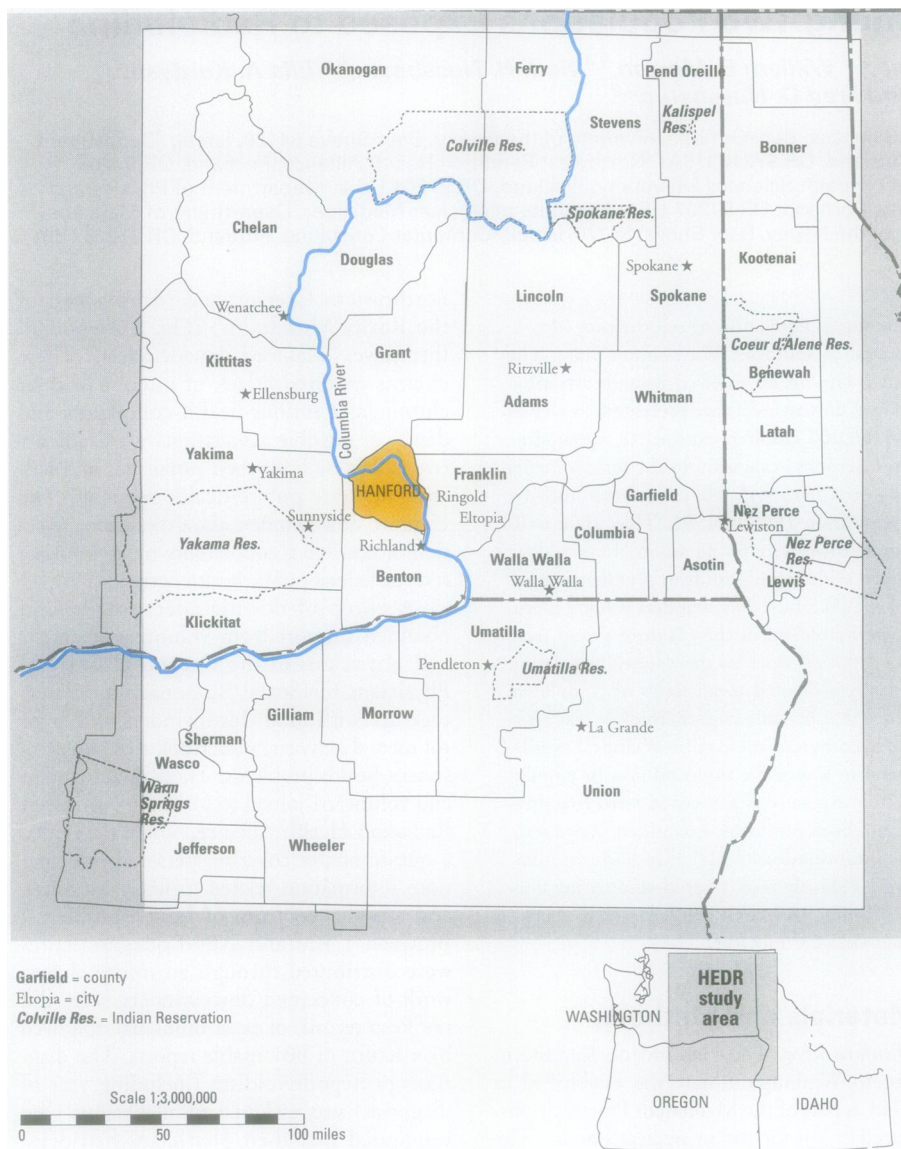 Okanogan
Ferry
Pend Oreille
Stevens
Kalispel
Res.
Bonner
Colville Res.
Chelan
Spokane Res.
Douglas
Kootenai
Spokane
Lincoln
Spokane
Wenatchee
Grant
Coeur d'Alene Res.
Kittitas
Columbia River
Ritzville
Benewah
Ellensburg
Adams
Whitman
Latah
Yakima
Yakima
Franklin
Garfield
HANFORD
Ringold
Nez Perce
Sunnyside
Eltopia
Lewiston
Columbia
Yakama Res.
Richland
Nez Perce
Res.
Walla Walla
Asotin
Benton
Walla Walla
Lewis
Klickitat
Umatilla
Pendleton
Umatilla Res.
Gilliam
Morrow
La Grande
Sherman
Wasco
Warm
Springs
Res.
Union
Jefferson
Wheeler
Garfield = county
Eltopia = city
Colville Res. = Indian Reservation
Scale 1:3,000,000
0 50 100 miles
HEDR
study
area
WASHINGTON
OREGON
IDAHO